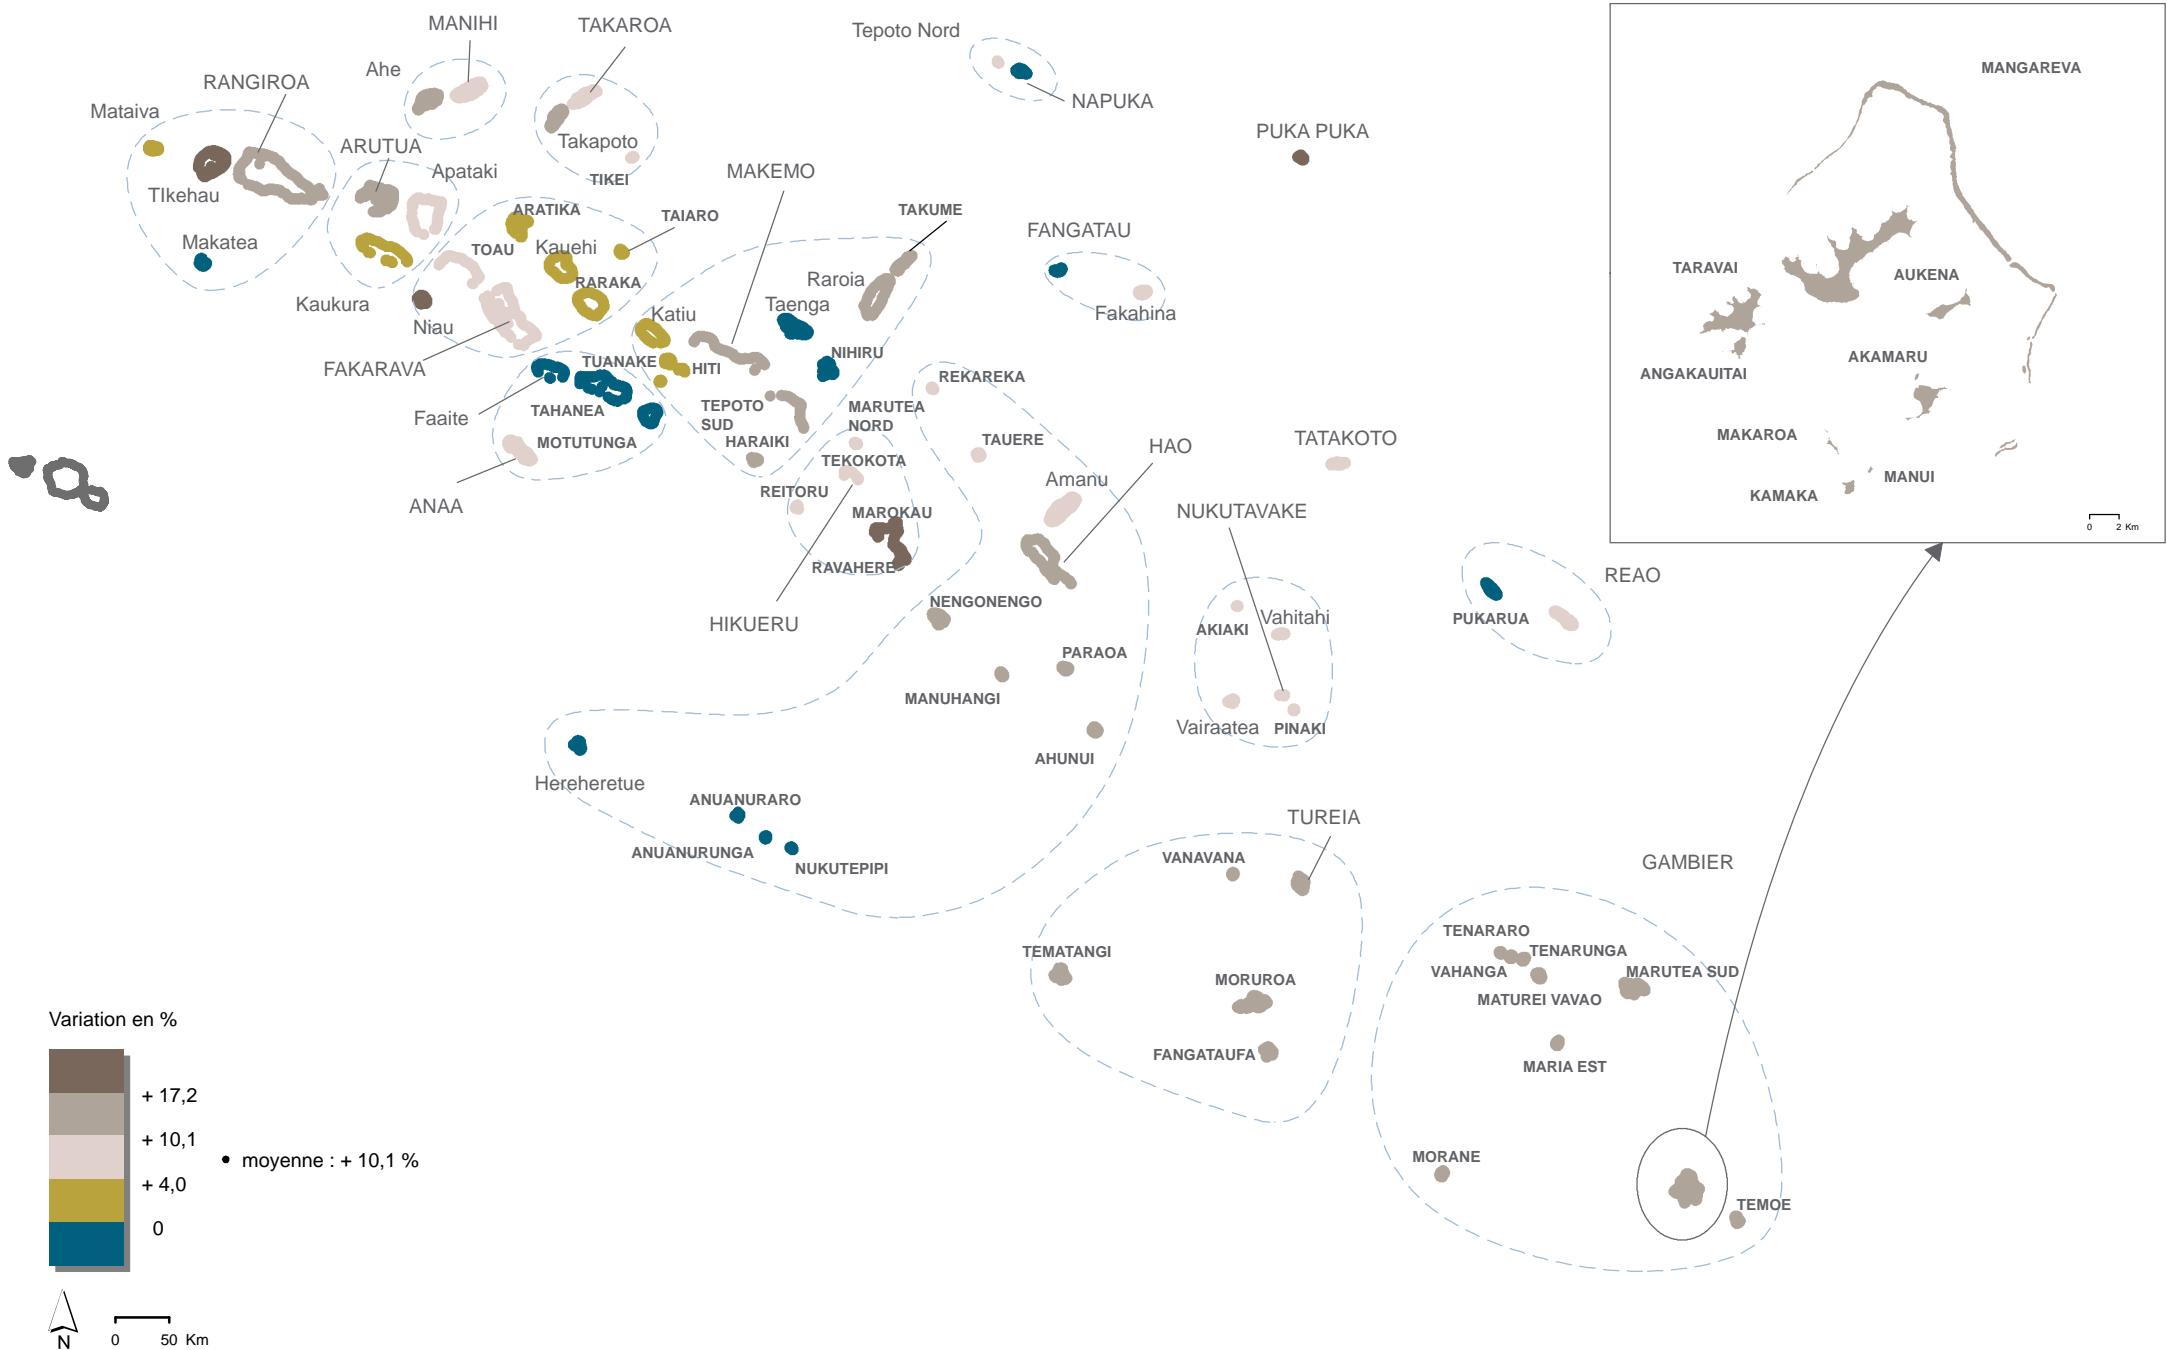 MANIHI
TAKAROA
Tepoto Nord
Ahe
RANGIROA
MANGAREVA
Mataiva
NAPUKA
ARUTUA
Takapoto
PUKA PUKA
Apataki
MAKEMO
TIKEI
TIkehau
ARATIKA
TAIARO
TAKUME
Makatea
TOAU
Kauehi
FANGATAU
TARAVAI
AUKENA
RARAKA
Raroia
Kaukura
Niau
Katiu
Taenga
Fakahina
FAKARAVA
TUANAKE
HITI
NIHIRU
AKAMARU
ANGAKAUITAI
REKAREKA
Faaite
TAHANEA
TEPOTO
SUD
MARUTEA
NORD
MOTUTUNGA
HARAIKI
TAUERE
HAO
TATAKOTO
MAKAROA
TEKOKOTA
MANUI
ANAA
REITORU
Amanu
KAMAKA
MAROKAU
NUKUTAVAKE
0 2 Km
RAVAHERE
REAO
HIKUERU
NENGONENGO
AKIAKI
Vahitahi
PUKARUA
PARAOA
MANUHANGI
Vairaatea
PINAKI
Hereheretue
AHUNUI
ANUANURARO
TUREIA
ANUANURUNGA
NUKUTEPIPI
VANAVANA
GAMBIER
TENARARO
TEMATANGI
TENARUNGA
VAHANGA
MARUTEA SUD
MORUROA
MATUREI VAVAO
FANGATAUFA
MARIA EST
MORANE
TEMOE
Variation en %
+ 17,2
+ 10,1
moyenne : + 10,1 %
+ 4,0
0
N
0 50 Km